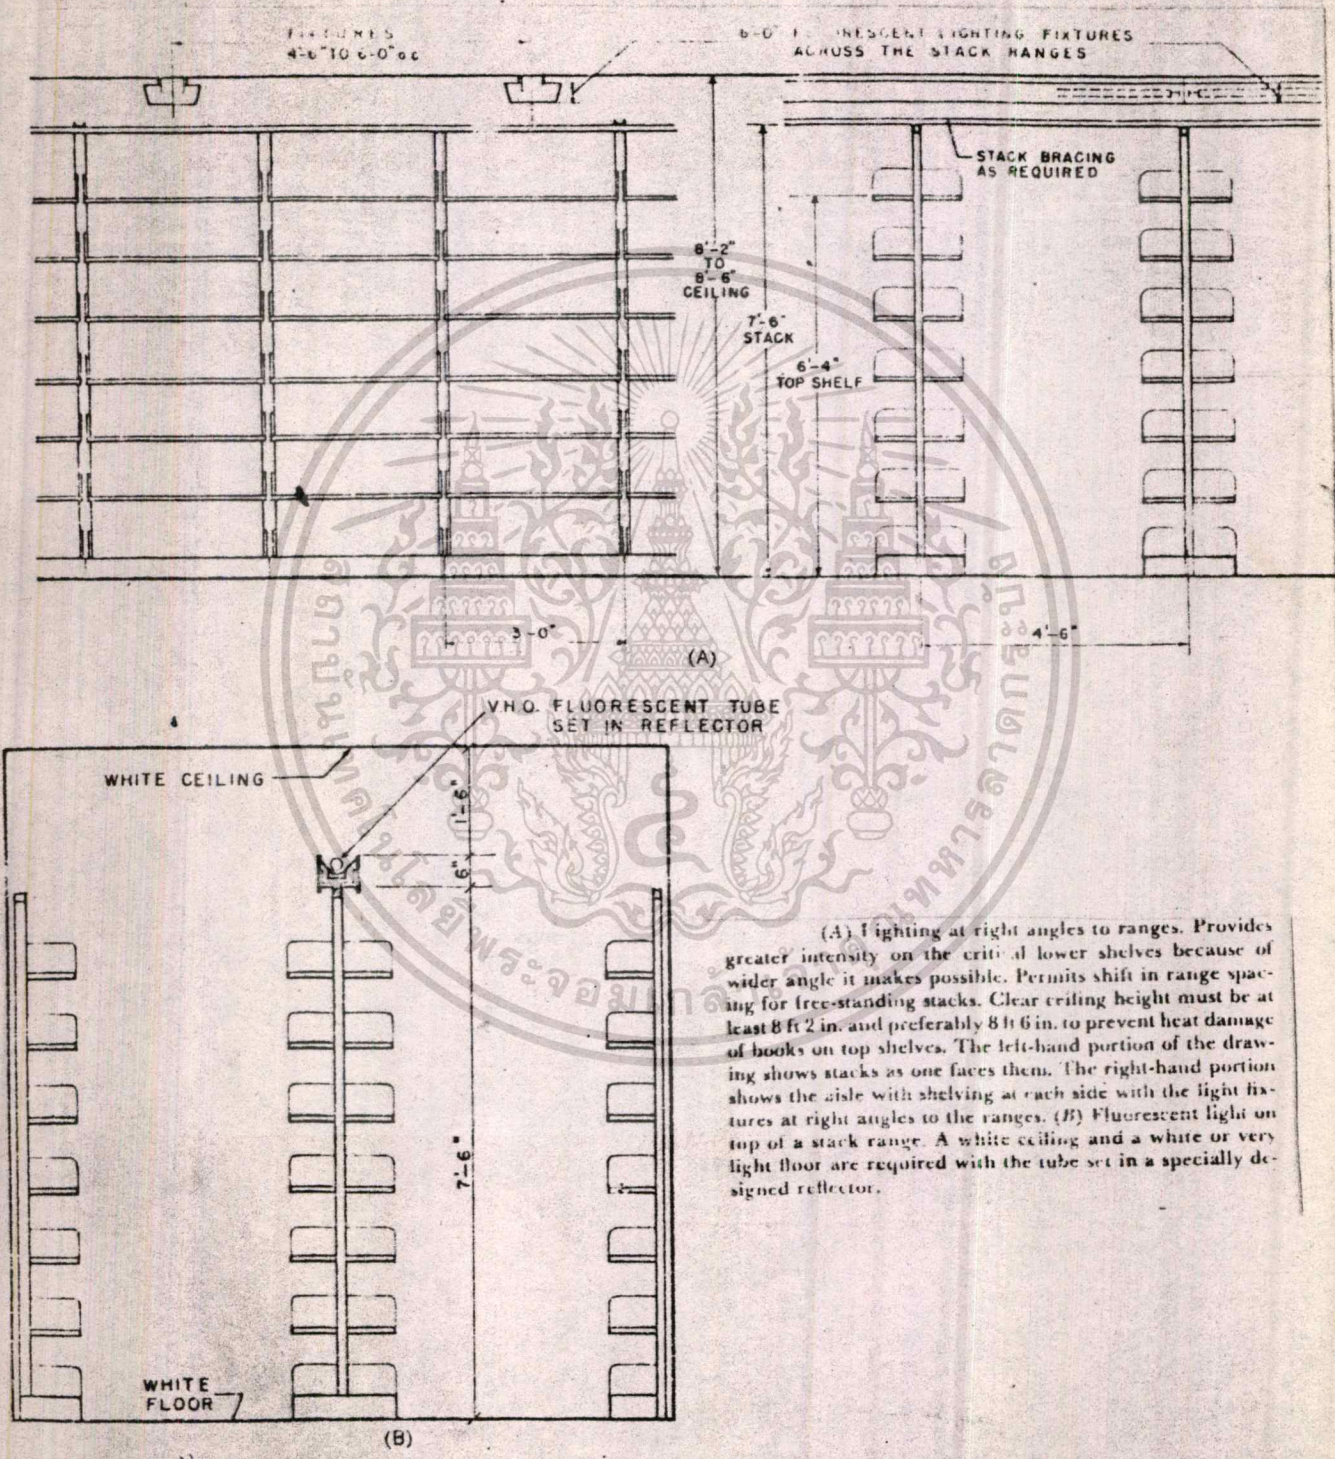 FIXTURES
4'-6" TO 6'-0" oc
6'-0" FLUORESCENT LIGHTING FIXTURES
ACROSS THE STACK RANGES
STACK BRACING
AS REQUIRED
8'-2"
TO
8'-6"
CEILING
7'-6"
STACK
6'-4"
TOP SHELF
3'-0"
4'-6"
(A)
V.H.O. FLUORESCENT TUBE
SET IN REFLECTOR
WHITE CEILING
1'-6"
6"
7'-6"
WHITE
FLOOR
(B)
(A) Lighting at right angles to ranges. Provides
greater intensity on the critical lower shelves because of
wider angle it makes possible. Permits shift in range spac-
ing for free-standing stacks. Clear ceiling height must be at
least 8 ft 2 in. and preferably 8 ft 6 in. to prevent heat damage
of books on top shelves. The left-hand portion of the draw-
ing shows stacks as one faces them. The right-hand portion
shows the aisle with shelving at each side with the light fix-
tures at right angles to the ranges. (B) Fluorescent light on
top of a stack range. A white ceiling and a white or very
light floor are required with the tube set in a specially de-
signed reflector.